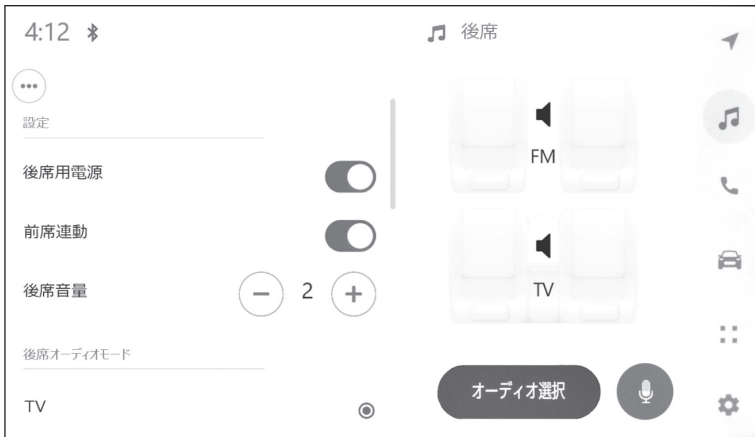 4:12
後席
設定
FM
後席用電源
前席連動
後席音量
2
TV
後席オーディオモード
オーディオ選択
TV